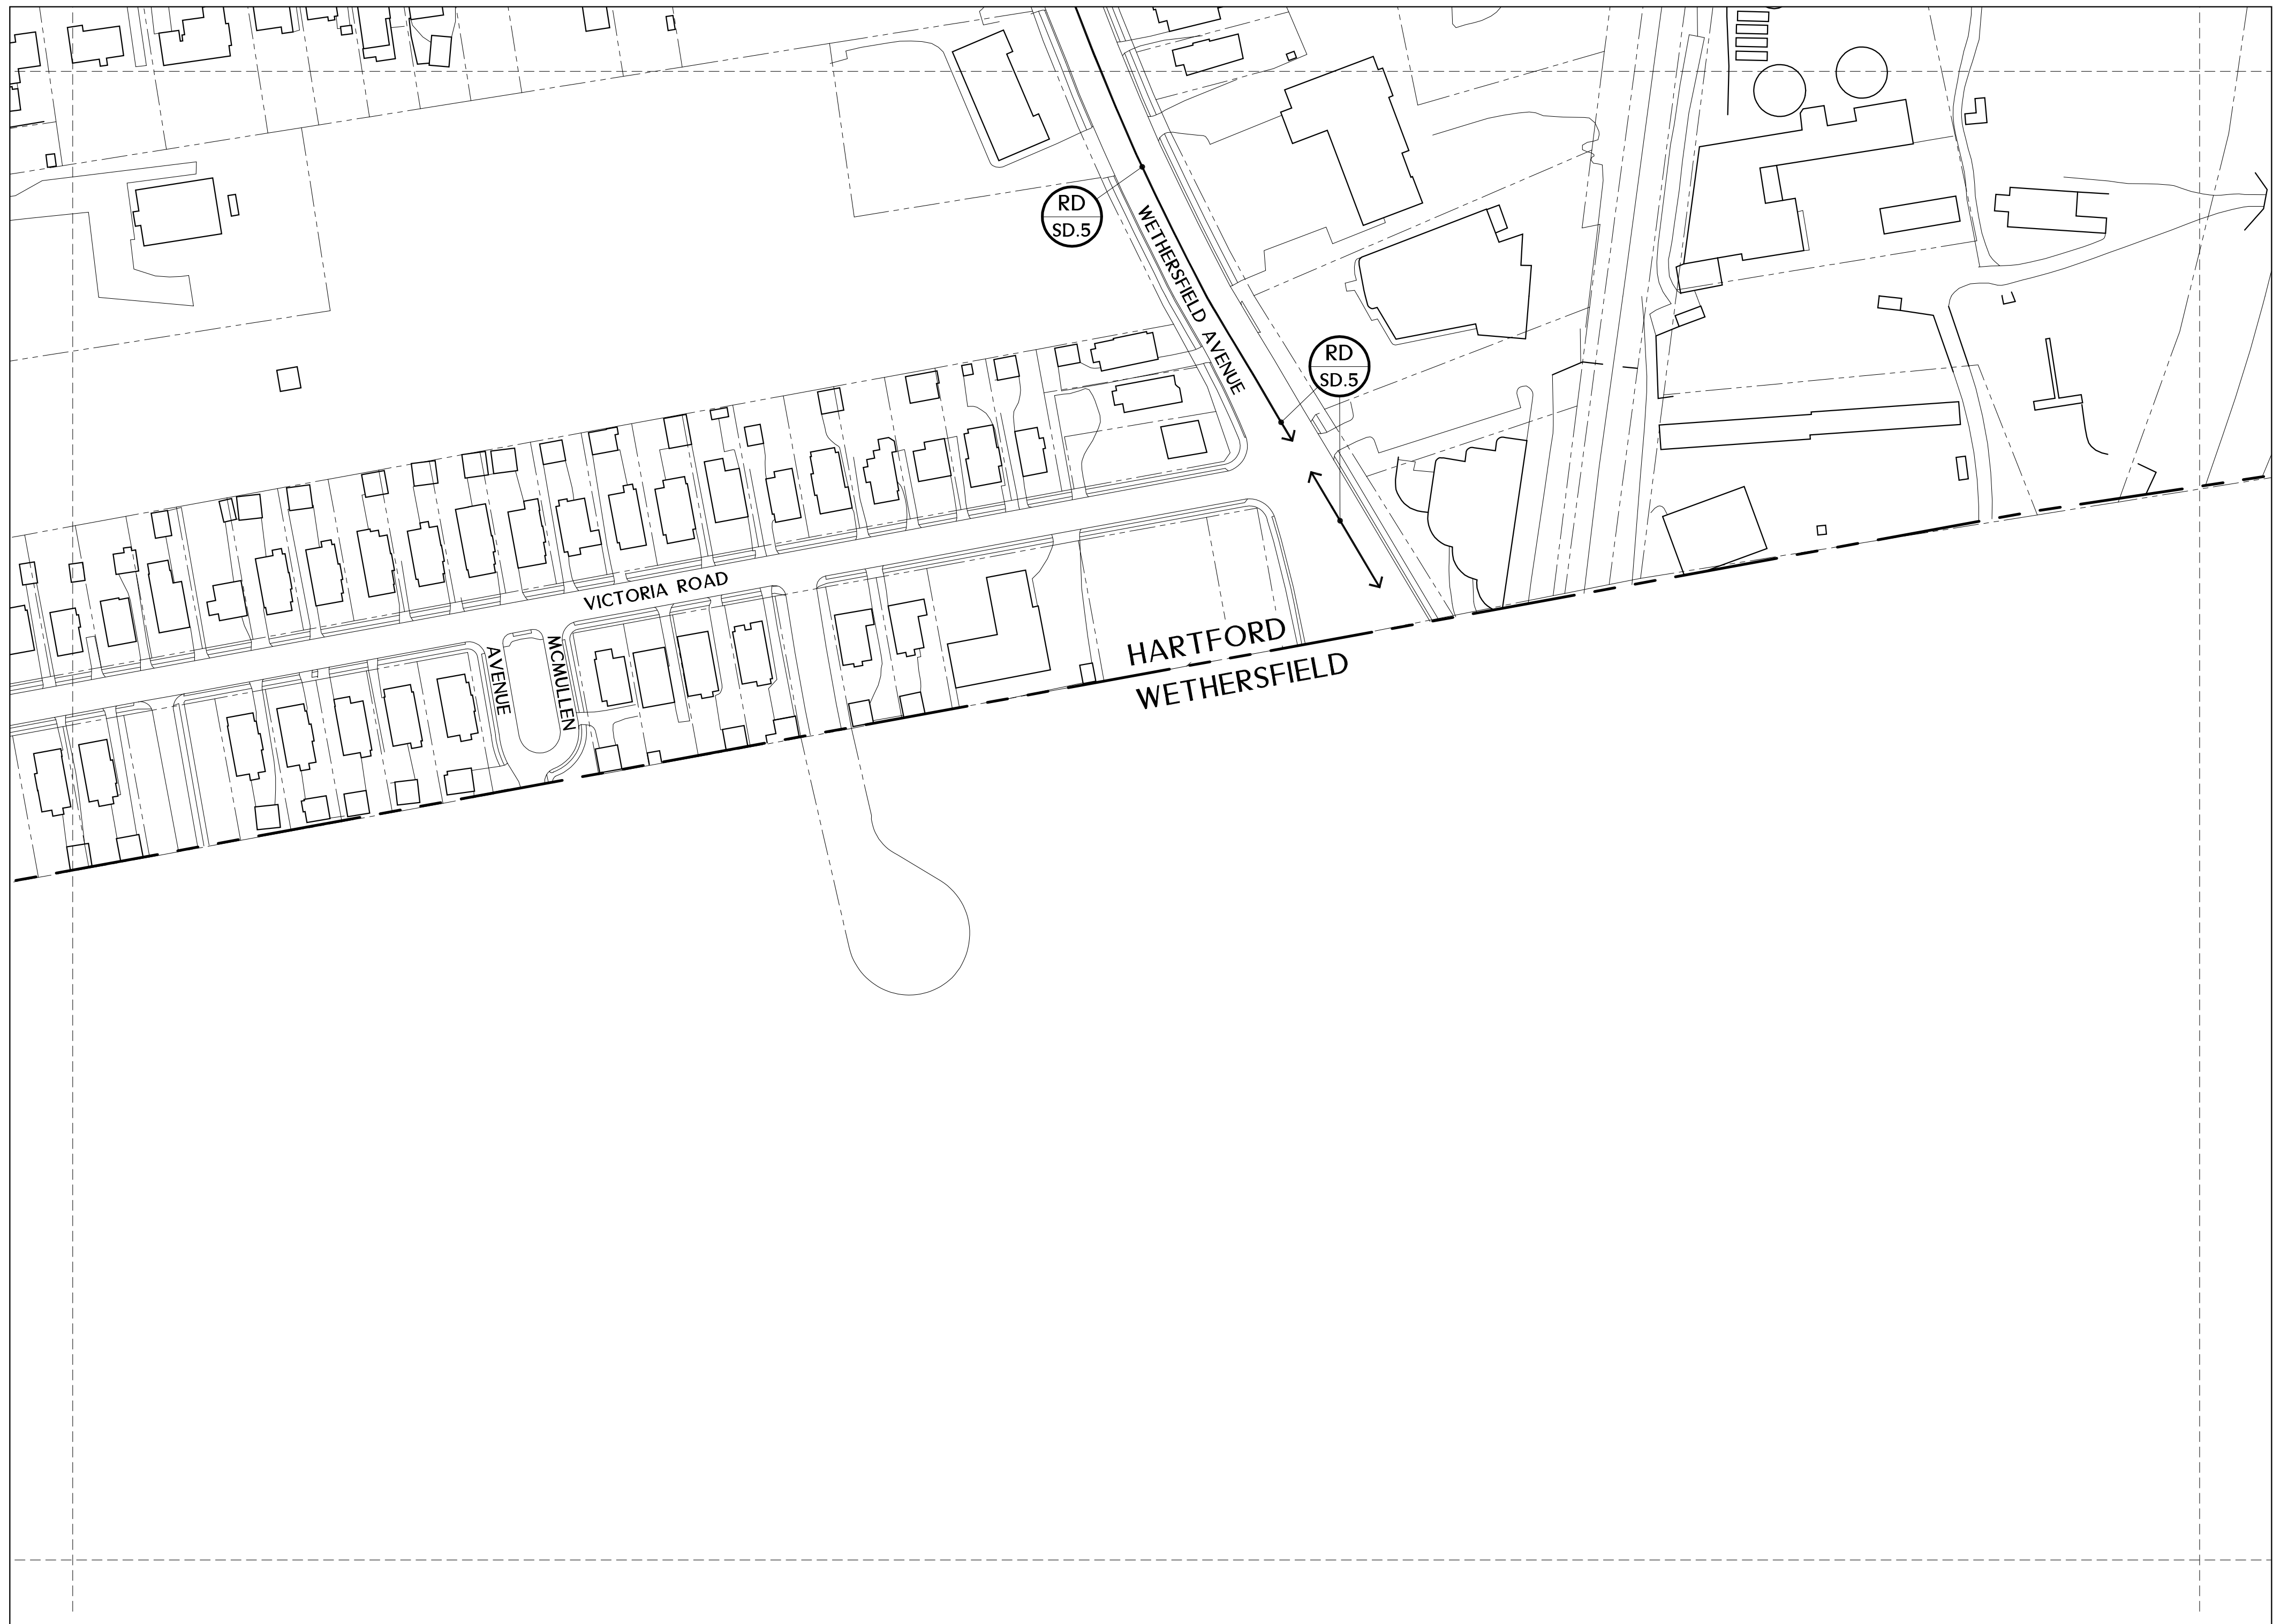 RD
SD.5
WETHERSFIELD AVENUE
RD
SD.5
VICTORIA ROAD
AVENUE
MCMULLEN
HARTFORD
WETHERSFIELD